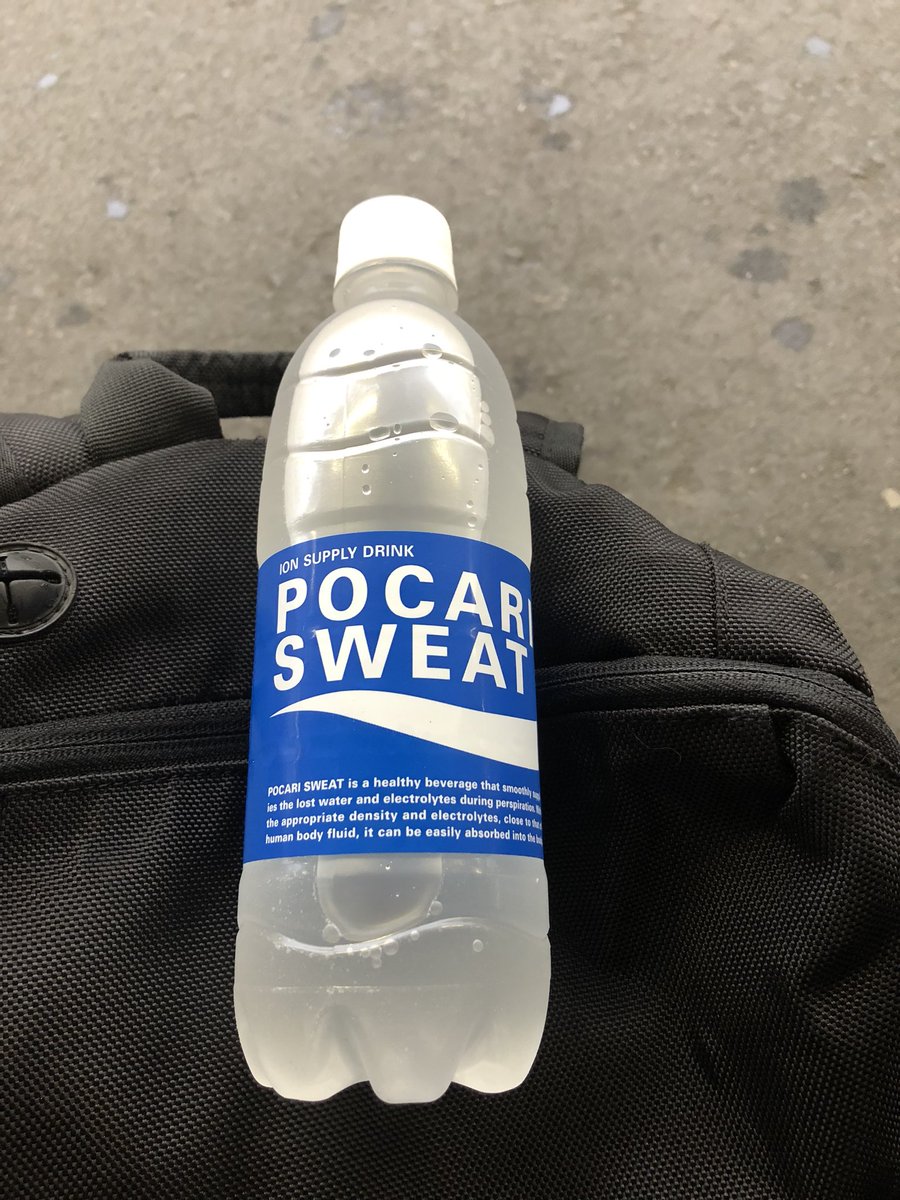 ION SUPPLY DRINK
POCARI
SWEAT
POCARI SWEAT is a healthy beverage that smoothly
ies the lost water and electrolytes during perspiration.
the appropriate density and electrolytes, close to that
human body fluid, it can be easily absorbed into the